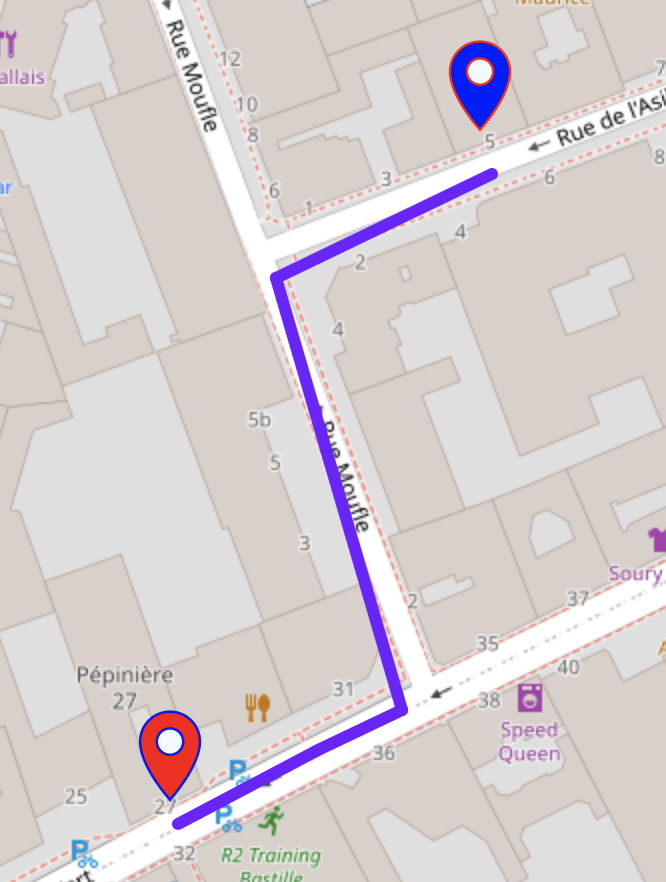 Maurice
allais
Rue Moufle
12
10
8
6
7
Rue de l'Asil
5
8
3
6
1
4
2
ar
4
5b
5
Rue Moufle
3
2
Soury
37
35
40
Pépinière
27
31
38
Speed
Queen
36
P
25
27
P
P
32
R2 Training
Bastille